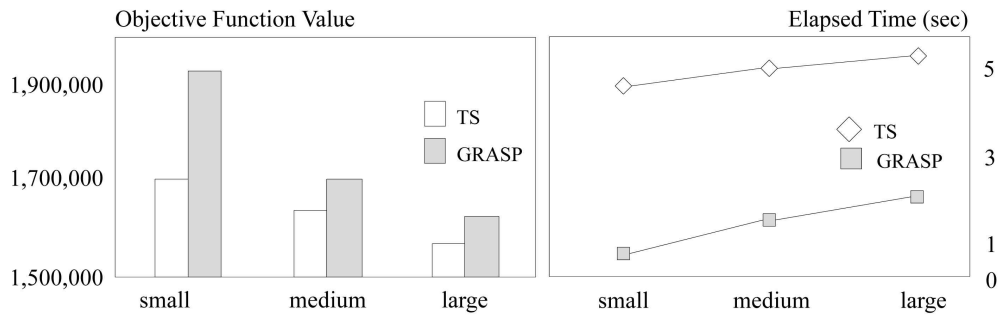 Objective Function Value
1,900,000
1,700,000
1,500,000
TS
GRASP
small medium large
Elapsed Time (sec)
5
3
1
0
TS
GRASP
small medium large